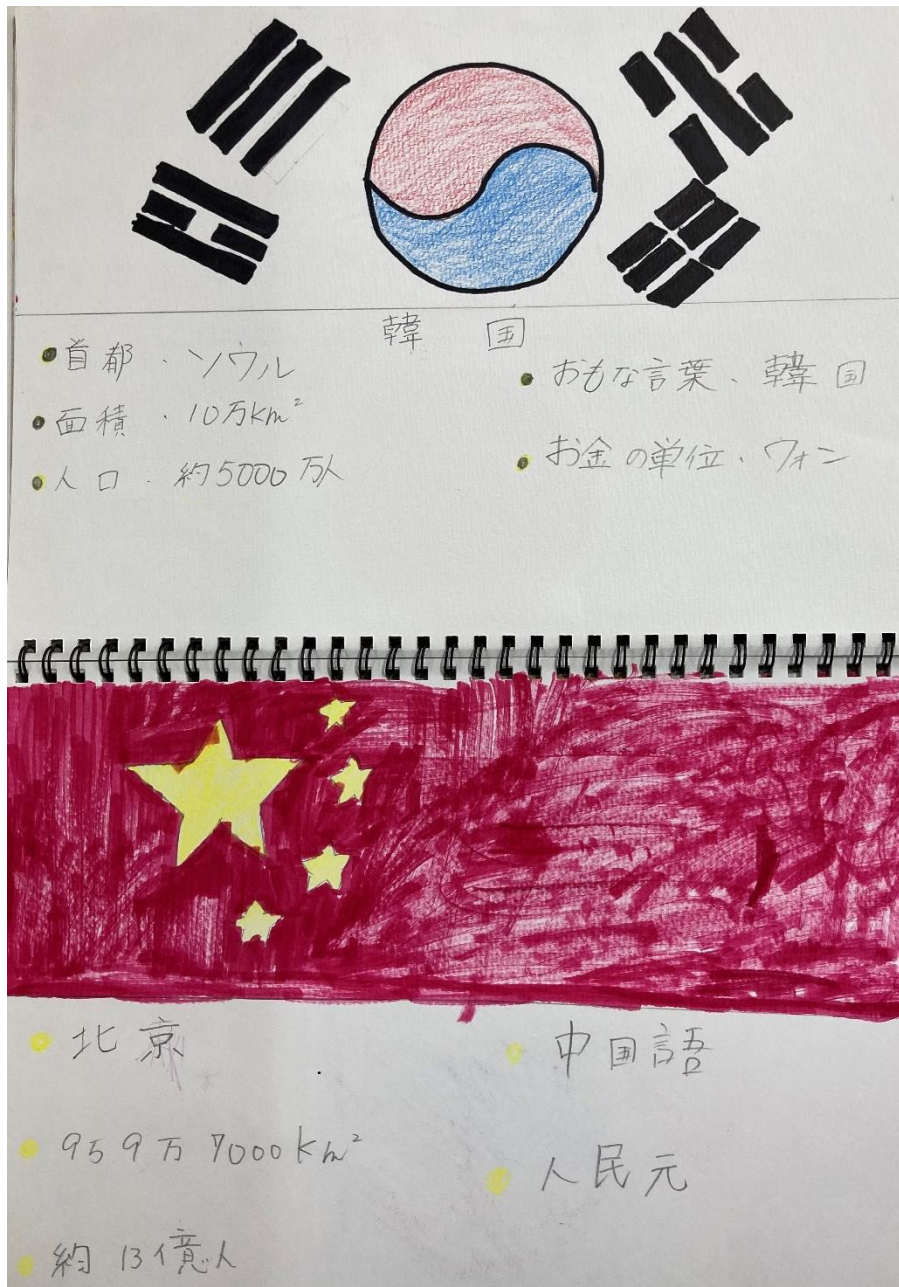 韓国
・首都・ソウル
・面積・10万km²
・人口・約5000万人
・おもな言葉・韓国
・お金の単位・ウォン
・北京
・959万7000km²
・約13億人
・中国語
・人民元